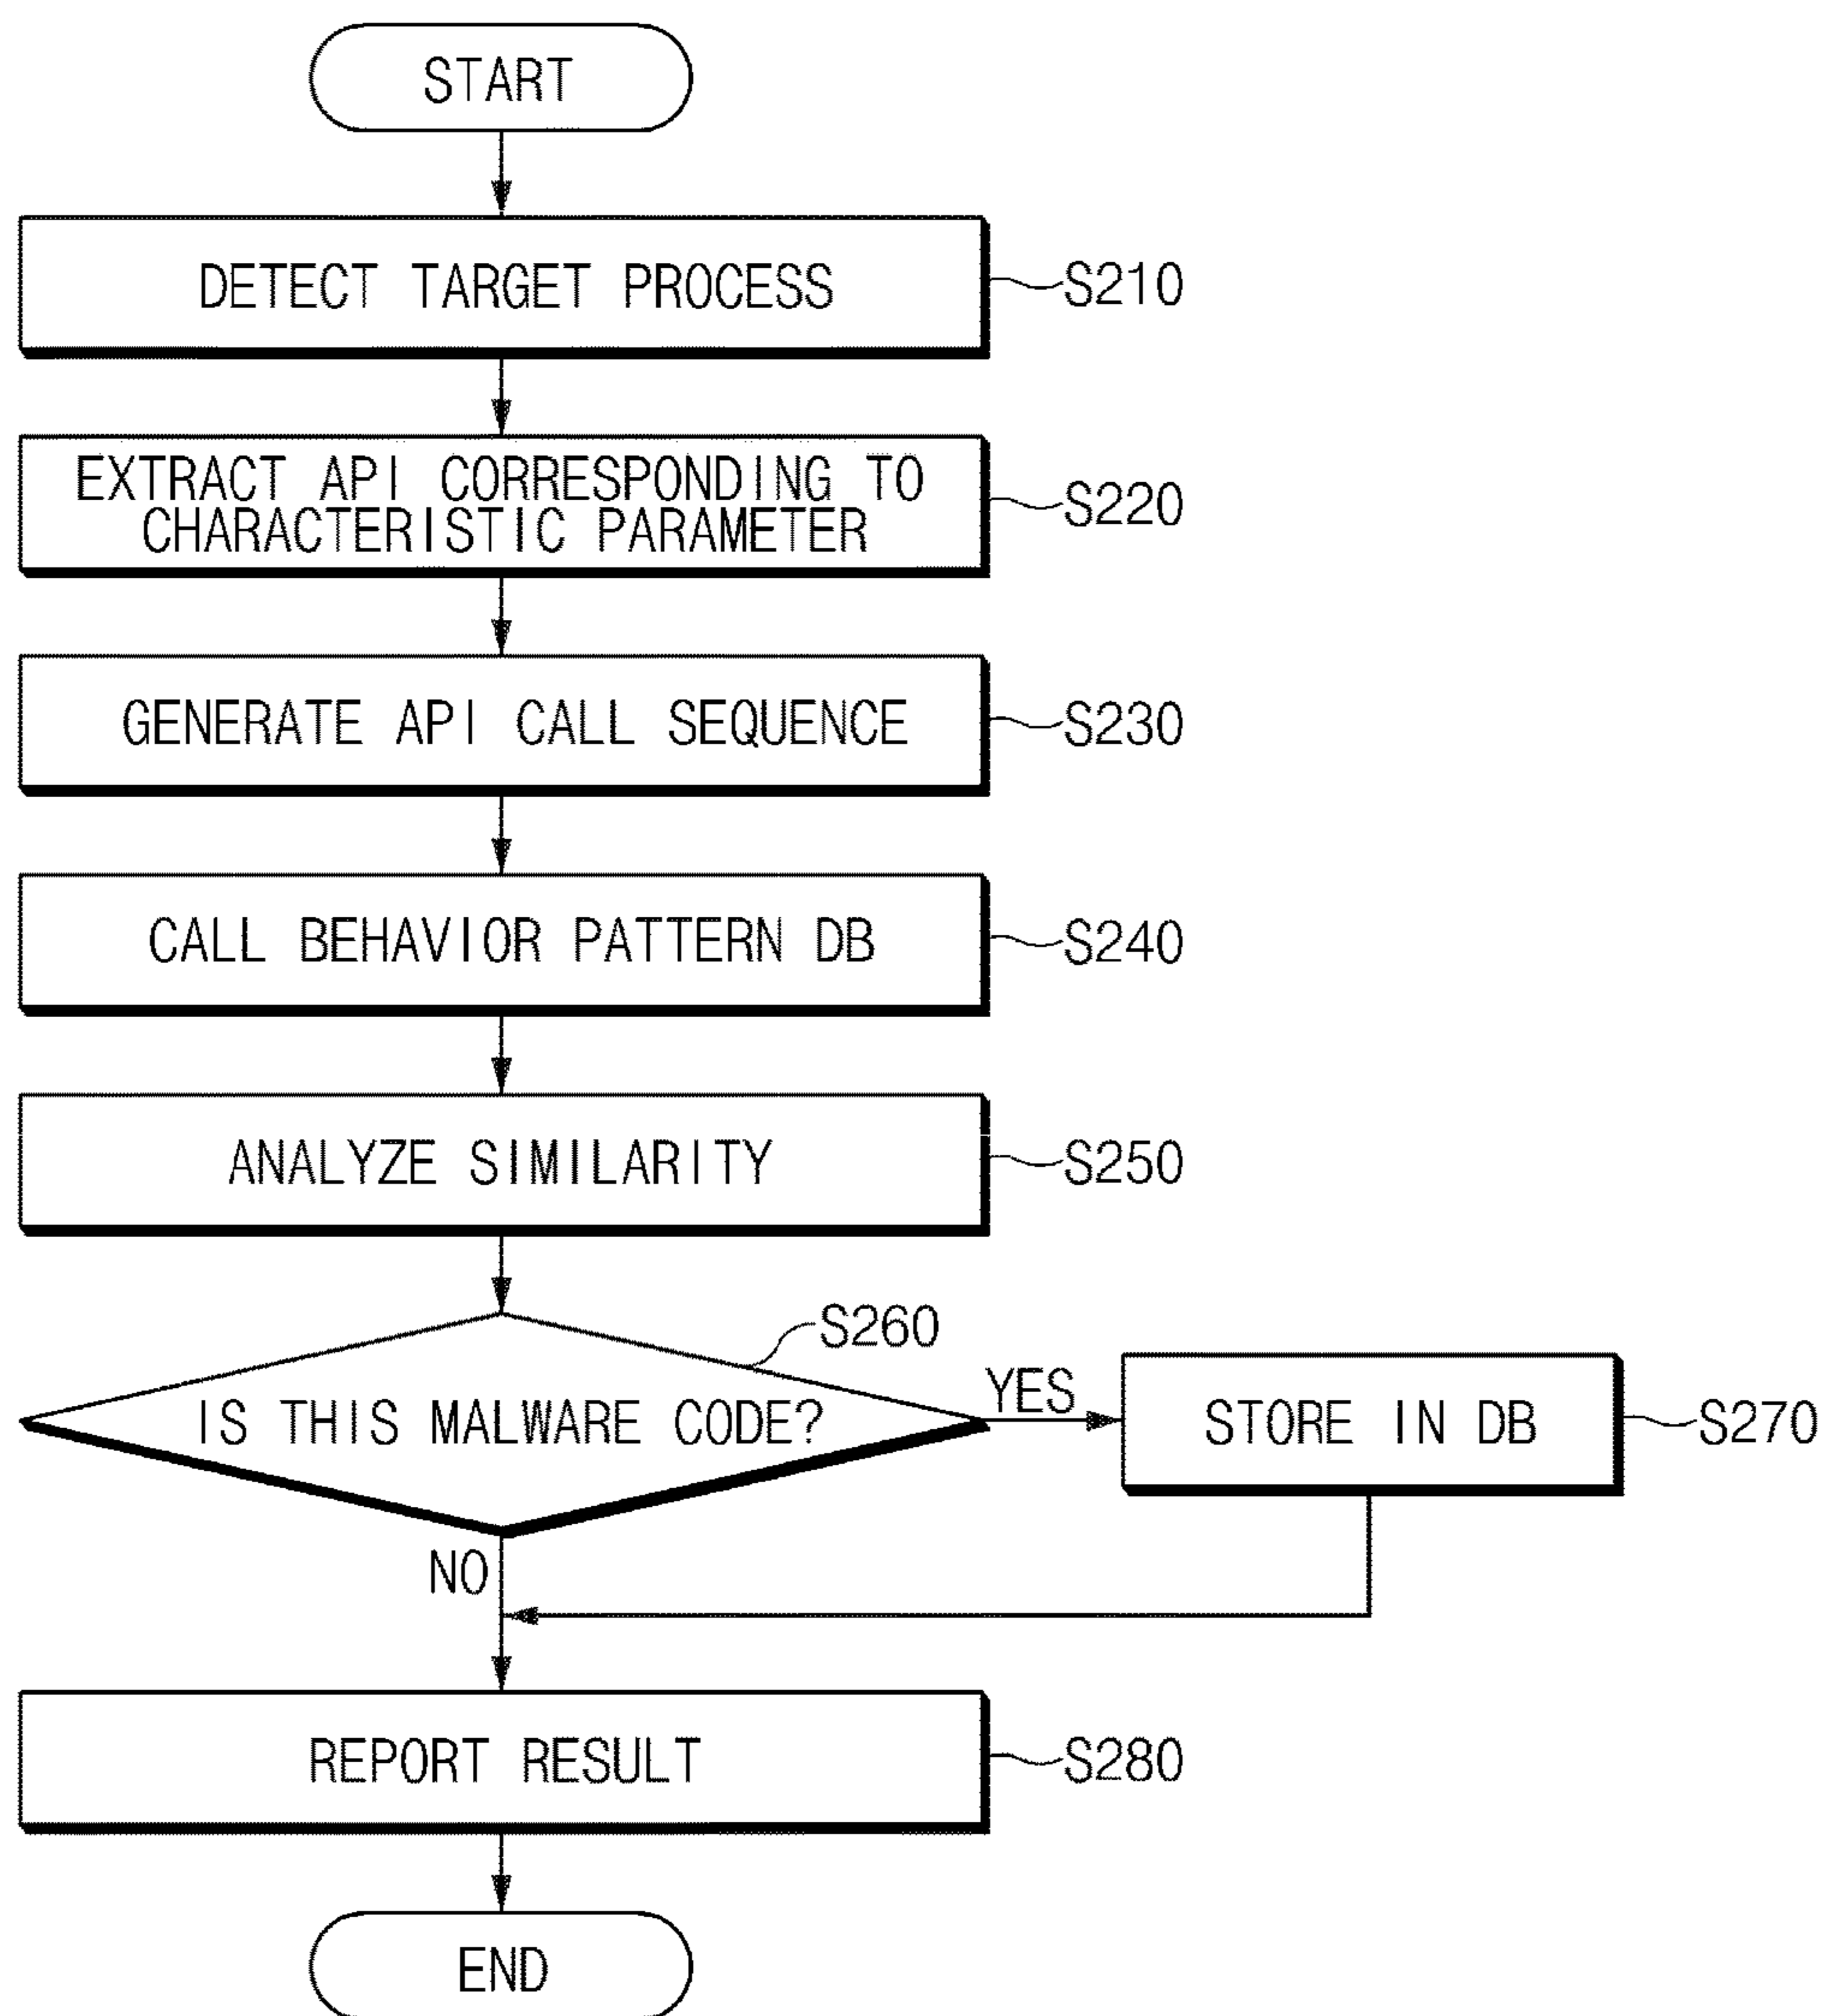 START
DETECT TARGET PROCESS
S210
EXTRACT API CORRESPONDING TO
CHARACTERISTIC PARAMETER
S220
GENERATE API CALL SEQUENCE
S230
CALL BEHAVIOR PATTERN DB
S240
ANALYZE SIMILARITY
S250
S260
IS THIS MALWARE CODE?
YES
STORE IN DB
S270
NO
REPORT RESULT
S280
END